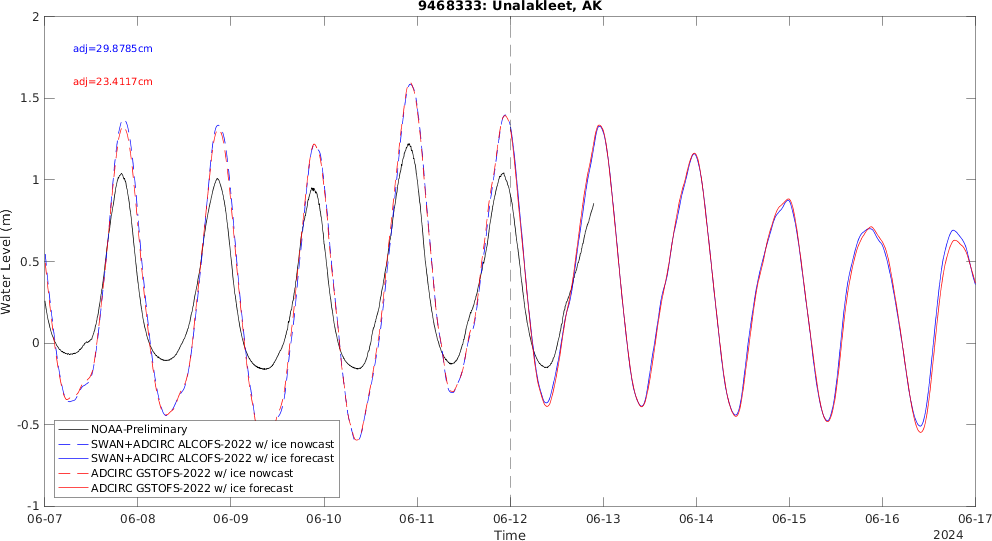 9468333: Unalakleet, AK
2
adj=29.8785cm
adj=23.4117cm
1.5
1
0.5
0
-0.5
-1
Water Level (m)
NOAA-Preliminary
SWAN+ADCIRC ALCOFS-2022 w/ ice nowcast
SWAN+ADCIRC ALCOFS-2022 w/ ice forecast
ADCIRC GSTOFS-2022 w/ ice nowcast
ADCIRC GSTOFS-2022 w/ ice forecast
06-07 06-08 06-09 06-10 06-11 06-12 06-13 06-14 06-15 06-16 06-17
Time
2024